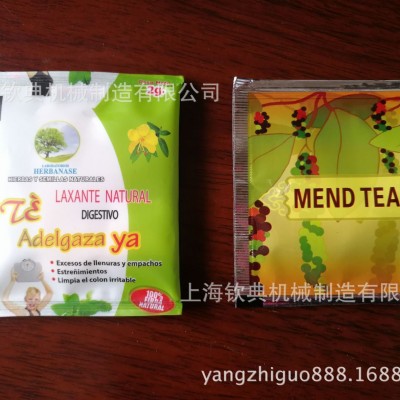 钦典机械制造有限公司
2g.
LABORATORIOS
HERBANASE
HIERBAS Y SEMILLAS NATURALES
LAXANTE NATURAL
DIGESTIVO
Tè
Adelgaza ya
• Excesos de llenuras y empachos
• Estreñimientos
• Limpia el colon irritable
100%
NATURAL
MEND TEA
上海钦典机械制造有限
yangzhiguo888.1688.